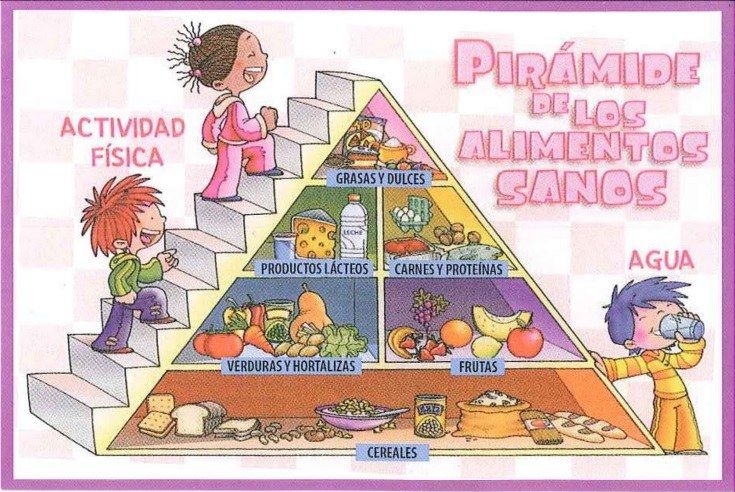 PIRÁMIDE
DE LOS
ALIMENTOS
SANOS
ACTIVIDAD
FÍSICA
GRASAS Y DULCES
LECHE
PRODUCTOS LÁCTEOS
CARNES Y PROTEÍNAS
AGUA
VERDURAS Y HORTALIZAS
FRUTAS
CEREALES